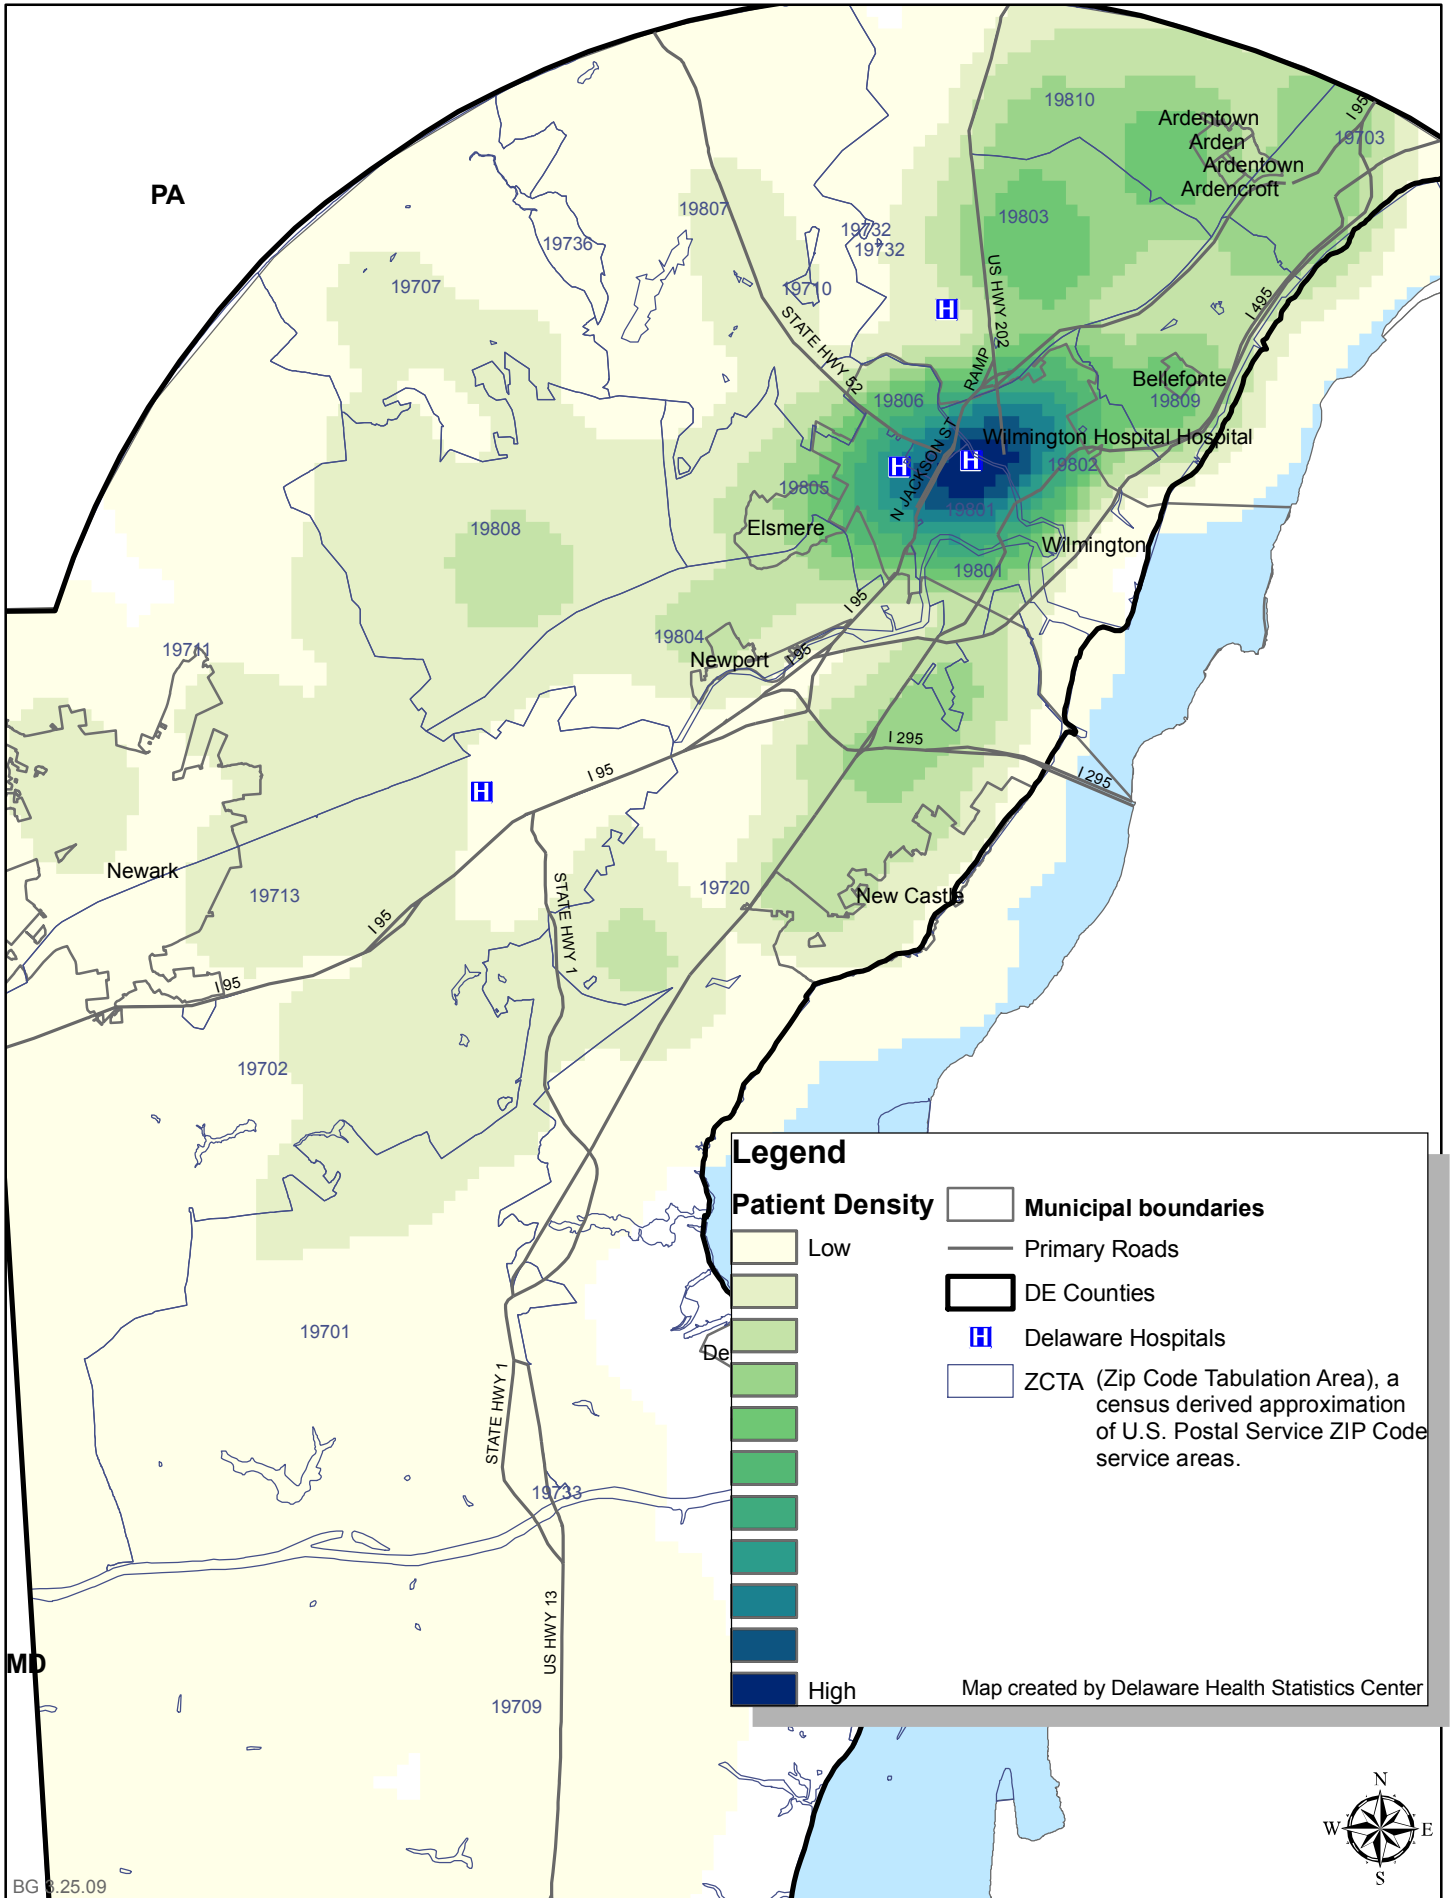 PA
19810
Ardentown
Arden
Ardentown
Ardencroft
I 95
19703
19807
19803
19732
19732
19736
19707
19710
US HWY 202
I 495
STATE HWY 52
RAMP
Bellefonte
19809
19806
N JACKSON ST
Wilmington Hospital Hospital
19802
H
H
H
19805
19801
Elsmere
19808
Wilmington
19801
I 95
19804
Newport
I 95
19711
I 295
I 295
I 95
H
Newark
19713
STATE HWY 1
19720
New Castle
I 95
I 95
19702
19701
De
STATE HWY 1
19733
US HWY 13
MD
19709
Legend
Patient Density
Low
High
Municipal boundaries
Primary Roads
DE Counties
H Delaware Hospitals
ZCTA (Zip Code Tabulation Area), a
census derived approximation
of U.S. Postal Service ZIP Code
service areas.
Map created by Delaware Health Statistics Center
N
W E
S
BG 3.25.09